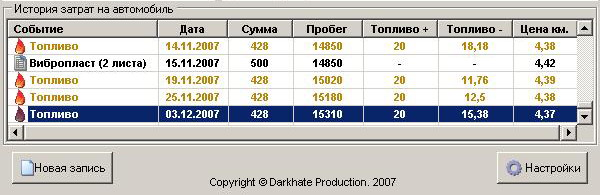 История затрат на автомобиль
Событие Дата Сумма Пробег Топливо + Топливо - Цена км.
Топливо 14.11.2007 428 14850 20 18,18 4,38
Вибропласт (2 листа) 15.11.2007 500 14850 - - 4,42
Топливо 19.11.2007 428 15020 20 11,76 4,39
Топливо 25.11.2007 428 15180 20 12,5 4,38
Топливо 03.12.2007 428 15310 20 15,38 4,37
Новая запись Настройки
Copyright © Darkhate Production. 2007